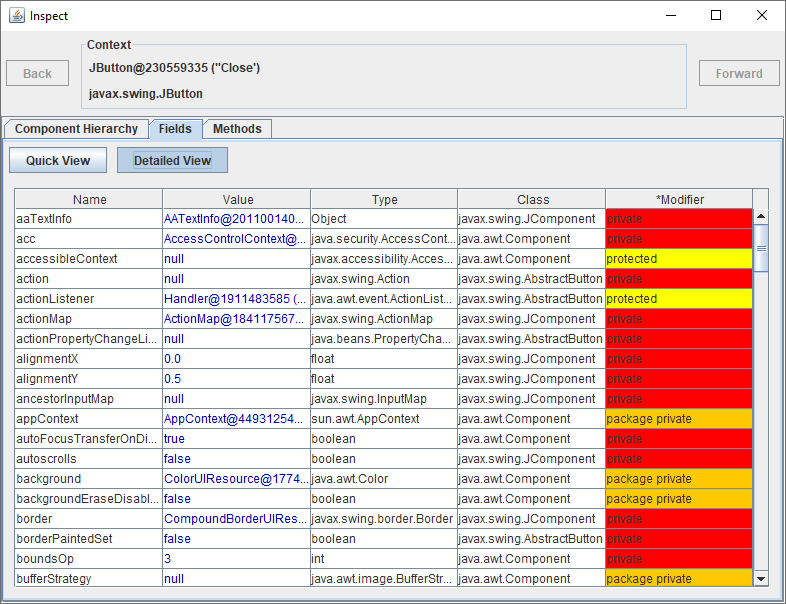 Inspect
Context
Back
JButton@230559335 ("Close')
javax.swing.JButton
Forward
Component Hierarchy Fields Methods
Quick View Detailed View
Name Value Type Class *Modifier
aaTextInfo AATextInfo@201100140... Object javax.swing.JComponent private
acc AccessControlContext@... java.security.AccessCont... java.awt.Component private
accessibleContext null javax.accessibility.Acces... java.awt.Component protected
action null javax.swing.Action javax.swing.AbstractButton private
actionListener Handler@1911483585 (... java.awt.event.ActionList... javax.swing.AbstractButton protected
actionMap ActionMap@184117567... javax.swing.ActionMap javax.swing.JComponent private
actionPropertyChangeLi... null java.beans.PropertyCha... javax.swing.AbstractButton private
alignmentX 0.0 float javax.swing.JComponent private
alignmentY 0.5 float javax.swing.JComponent private
ancestorInputMap null javax.swing.InputMap javax.swing.JComponent private
appContext AppContext@44931254... sun.awt.AppContext java.awt.Component package private
autoFocusTransferOnDi... true boolean java.awt.Component private
autoscrolls false boolean javax.swing.JComponent private
background ColorUIResource@1774... java.awt.Color java.awt.Component package private
backgroundEraseDisabl... false boolean java.awt.Component package private
border CompoundBorderUIRes... javax.swing.border.Border javax.swing.JComponent private
borderPaintedSet false boolean javax.swing.AbstractButton private
boundsOp 3 int java.awt.Component private
bufferStrategy null java.awt.image.BufferStr... java.awt.Component package private